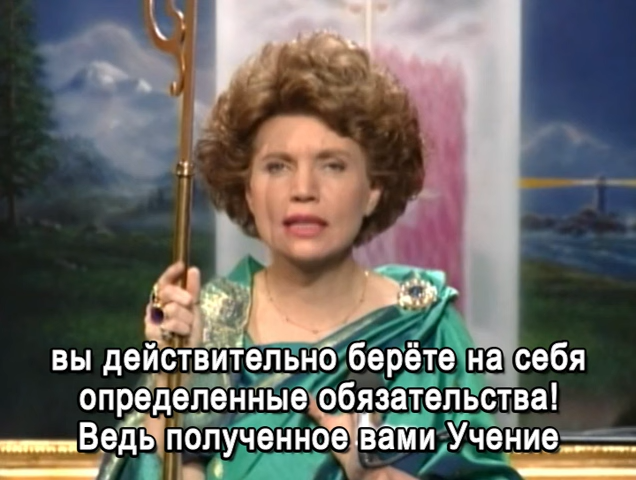 вы действительно берёте на себя
определенные обязательства!
Ведь полученное вами Учение